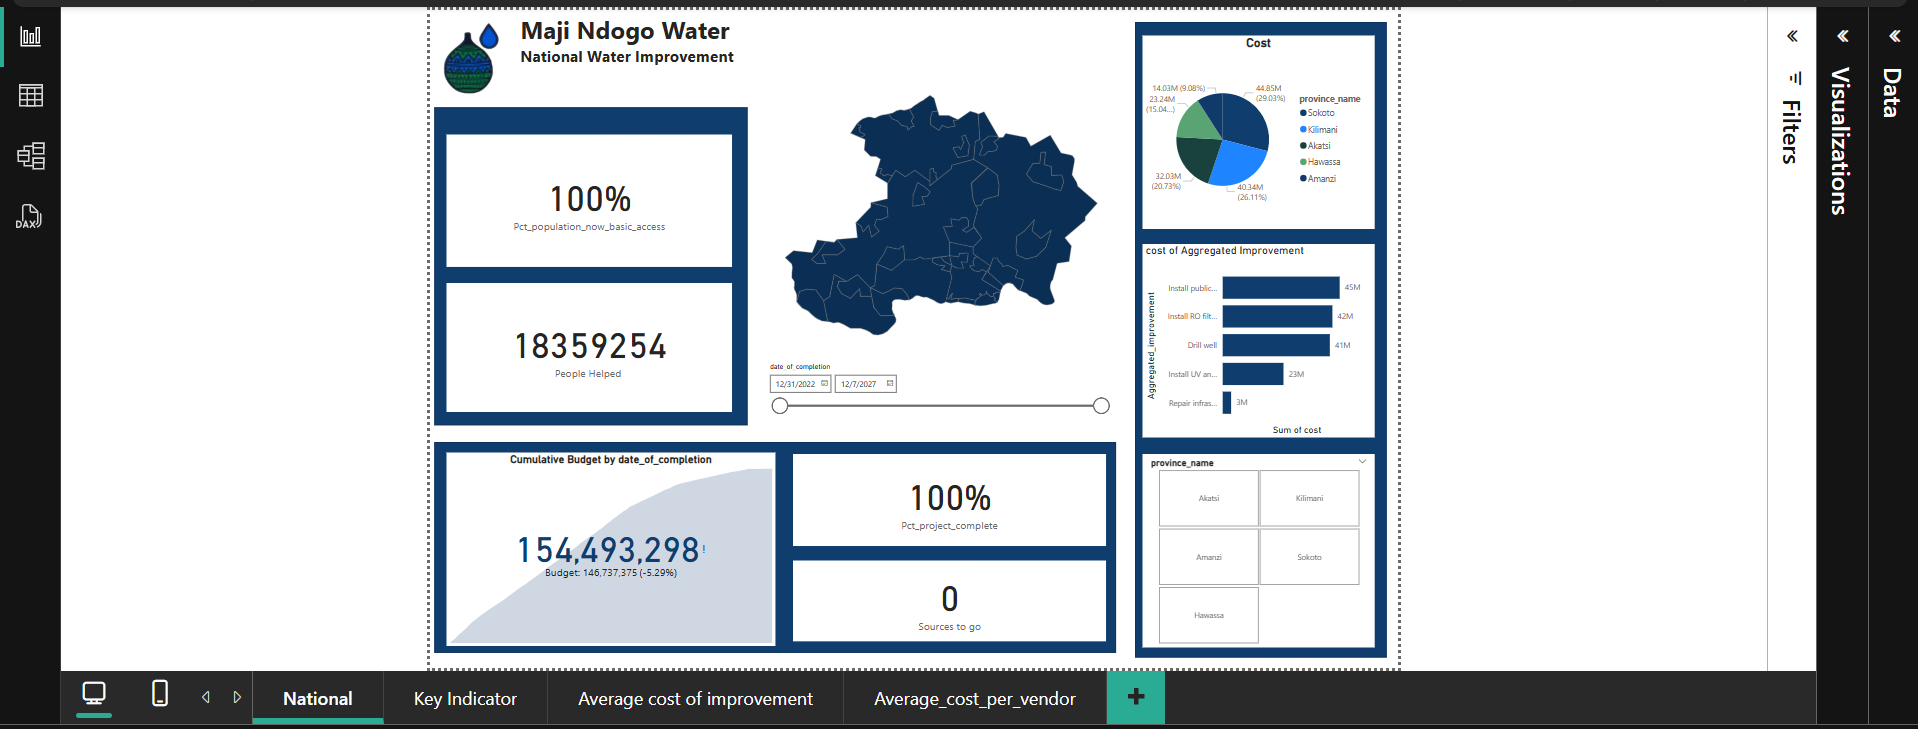 Maji Ndogo Water
National Water Improvement
100%
Pct_population_now_basic_access
18359254
People Helped
date_of_completion
12/31/2022
12/7/2027
Cumulative Budget by date_of_completion
154,493,298!
Budget: 146,737,375 (-5.29%)
100%
Pct_project_complete
0
Sources to go
Cost
14.03M (9.08%)
23.24M
(15.04...)
44.85M
(29.03%)
32.03M
(20.73%)
40.34M
(26.11%)
province_name
Sokoto
Kilimani
Akatsi
Hawassa
Amanzi
cost of Aggregated Improvement
Aggregated_improvement
Install public... 45M
Install RO filt... 42M
Drill well 41M
Install UV an... 23M
Repair infras... 3M
Sum of cost
province_name
Akatsi
Kilimani
Amanzi
Sokoto
Hawassa
Filters
Visualizations
Data
DAX
National
Key Indicator
Average cost of improvement
Average_cost_per_vendor